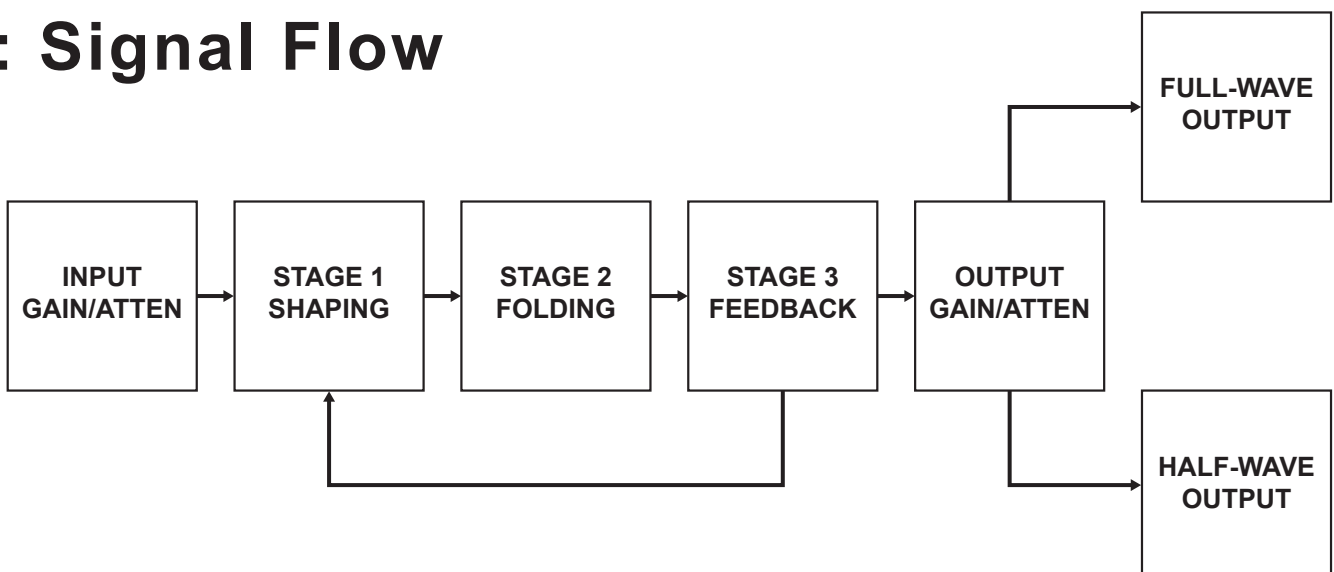 : Signal Flow
FULL-WAVE
OUTPUT
INPUT
GAIN/ATTEN
STAGE 1
SHAPING
STAGE 2
FOLDING
STAGE 3
FEEDBACK
OUTPUT
GAIN/ATTEN
HALF-WAVE
OUTPUT